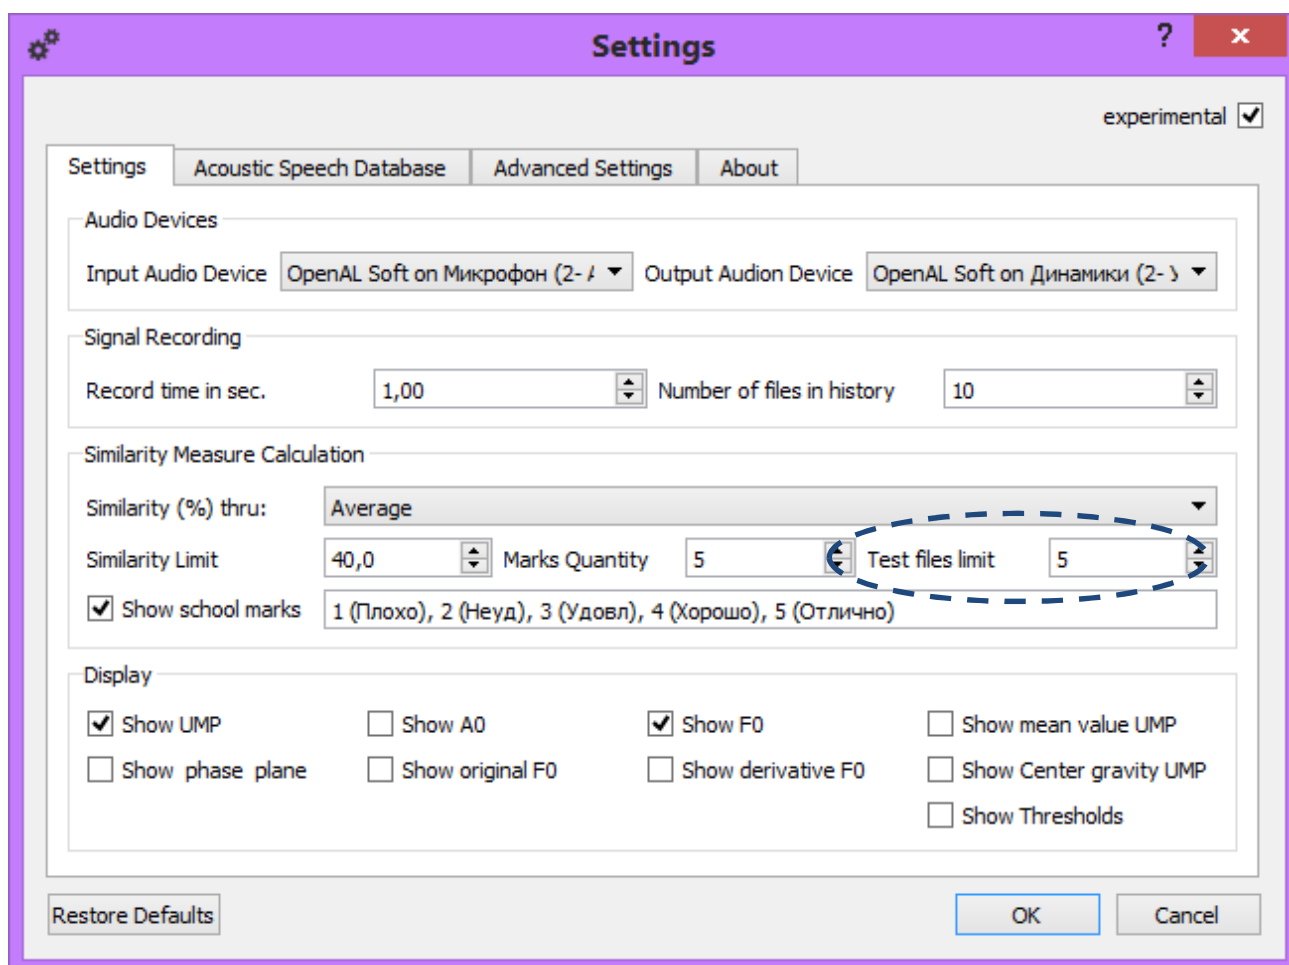 Settings ?
experimental
Settings Acoustic Speech Database Advanced Settings About
Audio Devices
Input Audio Device OpenAL Soft on Микрофон (2- Output Audion Device OpenAL Soft on Динамики (2-
Signal Recording
Record time in sec. 1,00 Number of files in history 10
Similarity Measure Calculation
Similarity (%) thru: Average
Similarity Limit 40,0 Marks Quantity 5 Test files limit 5
Show school marks 1 (Плохо), 2 (Неуд), 3 (Удовл), 4 (Хорошо), 5 (Отлично)
Display
Show UMP Show A0 Show F0 Show mean value UMP
Show phase plane Show original F0 Show derivative F0 Show Center gravity UMP
Show Thresholds
Restore Defaults OK Cancel